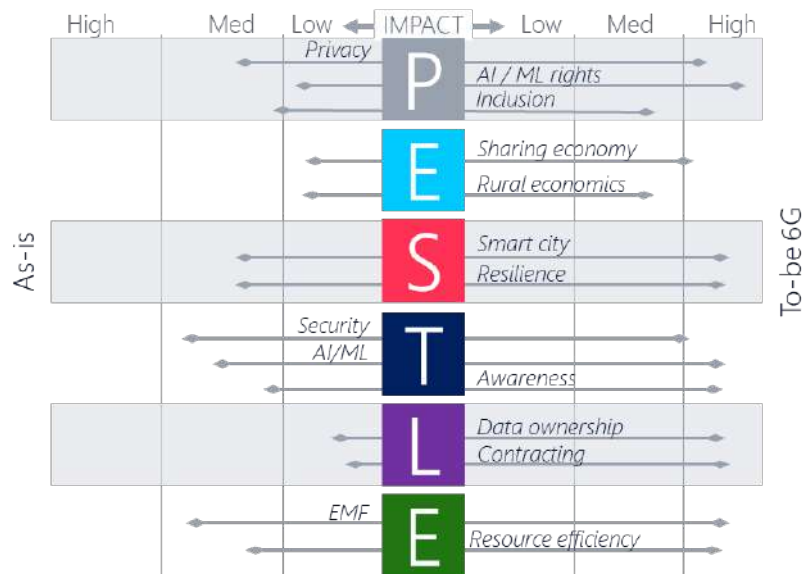 High Med Low IMPACT Low Med High
Privacy
AI / ML rights
Inclusion
P
Sharing economy
Rural economics
E
As-is
Smart city
Resilience
S
To-be 6G
Security
AI/ML
Awareness
T
Data ownership
Contracting
L
EMF
Resource efficiency
E